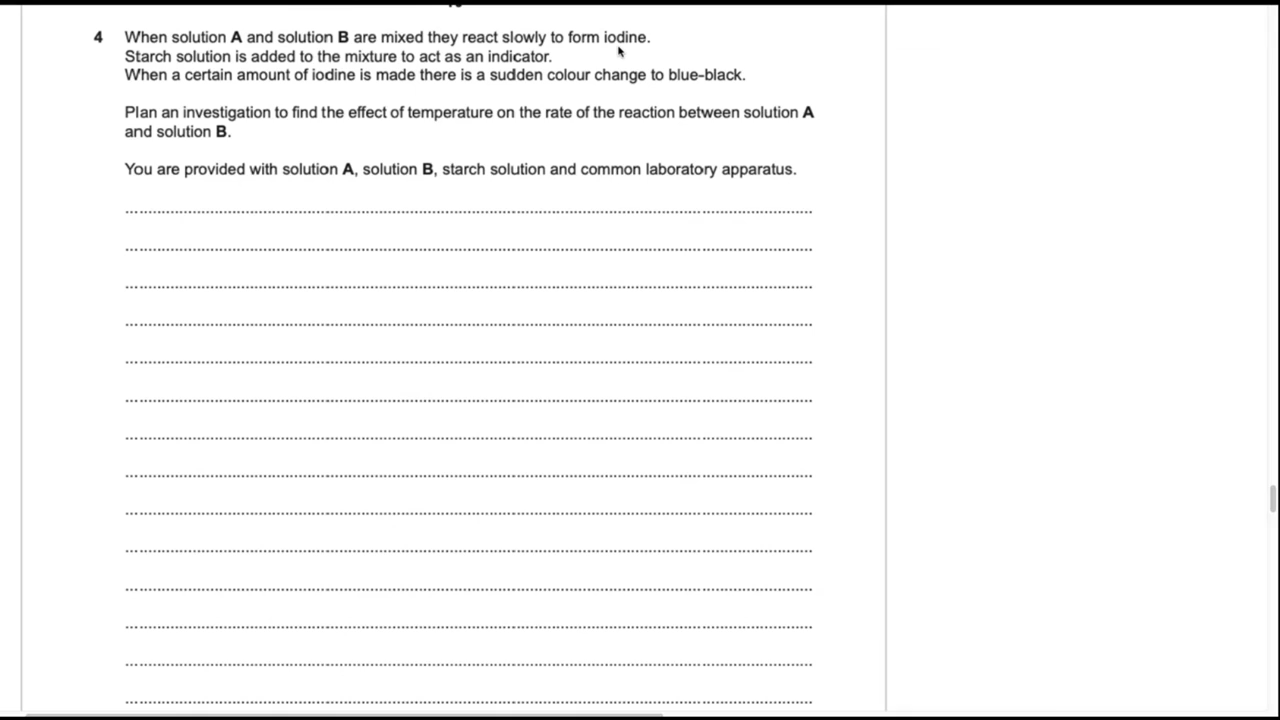 4 When solution A and solution B are mixed they react slowly to form iodine.
Starch solution is added to the mixture to act as an indicator.
When a certain amount of iodine is made there is a sudden colour change to blue-black.
Plan an investigation to find the effect of temperature on the rate of the reaction between solution A
and solution B.
You are provided with solution A, solution B, starch solution and common laboratory apparatus.